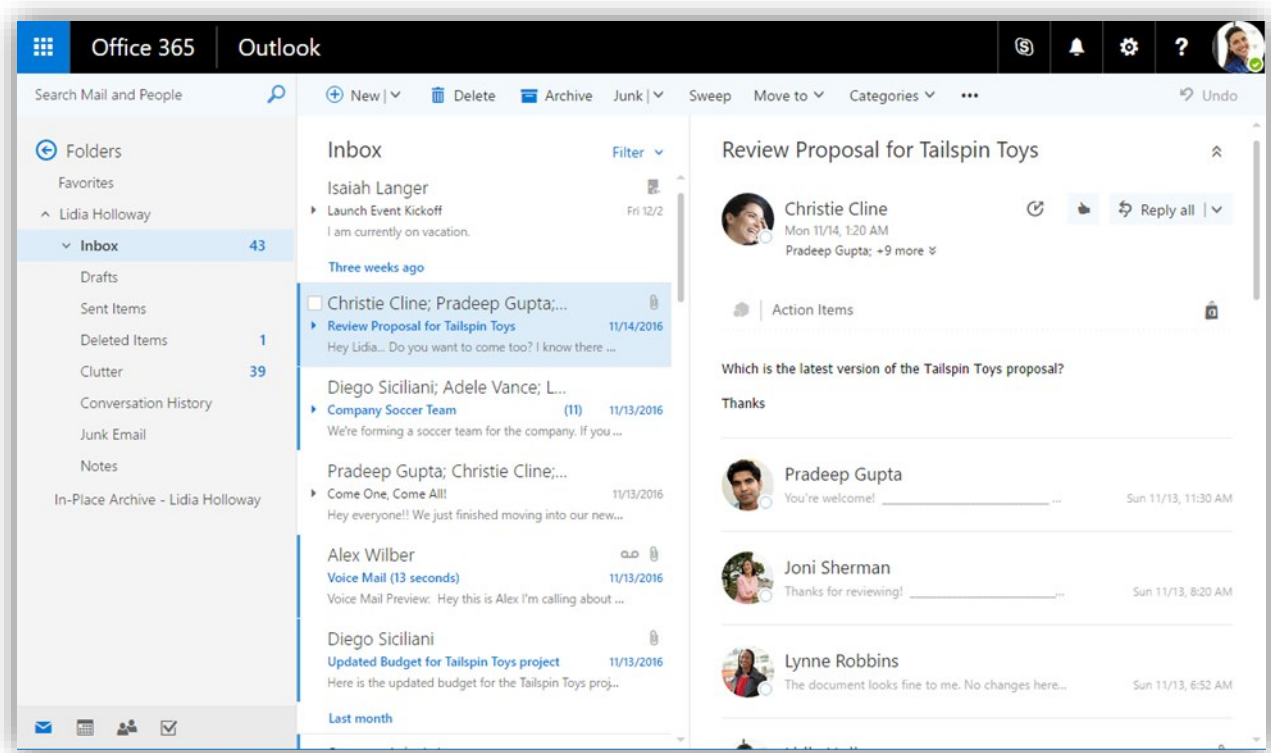 Office 365 Outlook
Search Mail and People
New Delete Archive Junk Sweep Move to Categories ••• Undo
Folders
Favorites
Lidia Holloway
Inbox 43
Drafts
Sent Items
Deleted Items 1
Clutter 39
Conversation History
Junk Email
Notes
In-Place Archive - Lidia Holloway
Inbox Filter
Isaiah Langer
Launch Event Kickoff Fri 12/2
I am currently on vacation.
Three weeks ago
Christie Cline; Pradeep Gupta;...
Review Proposal for Tailspin Toys 11/14/2016
Hey Lidia... Do you want to come too? I know there ...
Diego Siciliani; Adele Vance; L...
Company Soccer Team (11) 11/13/2016
We're forming a soccer team for the company. If you ...
Pradeep Gupta; Christie Cline;...
Come One, Come All! 11/13/2016
Hey everyone!! We just finished moving into our new...
Alex Wilber
Voice Mail (13 seconds) 11/13/2016
Voice Mail Preview: Hey this is Alex I'm calling about ...
Diego Siciliani
Updated Budget for Tailspin Toys project 11/13/2016
Here is the updated budget for the Tailspin Toys proj...
Last month
Review Proposal for Tailspin Toys
Christie Cline
Mon 11/14, 1:20 AM
Pradeep Gupta; +9 more
Reply all
Action Items
Which is the latest version of the Tailspin Toys proposal?
Thanks
Pradeep Gupta
You're welcome! ... Sun 11/13, 11:30 AM
Joni Sherman
Thanks for reviewing! ... Sun 11/13, 8:20 AM
Lynne Robbins
The document looks fine to me. No changes here... Sun 11/13, 6:52 AM